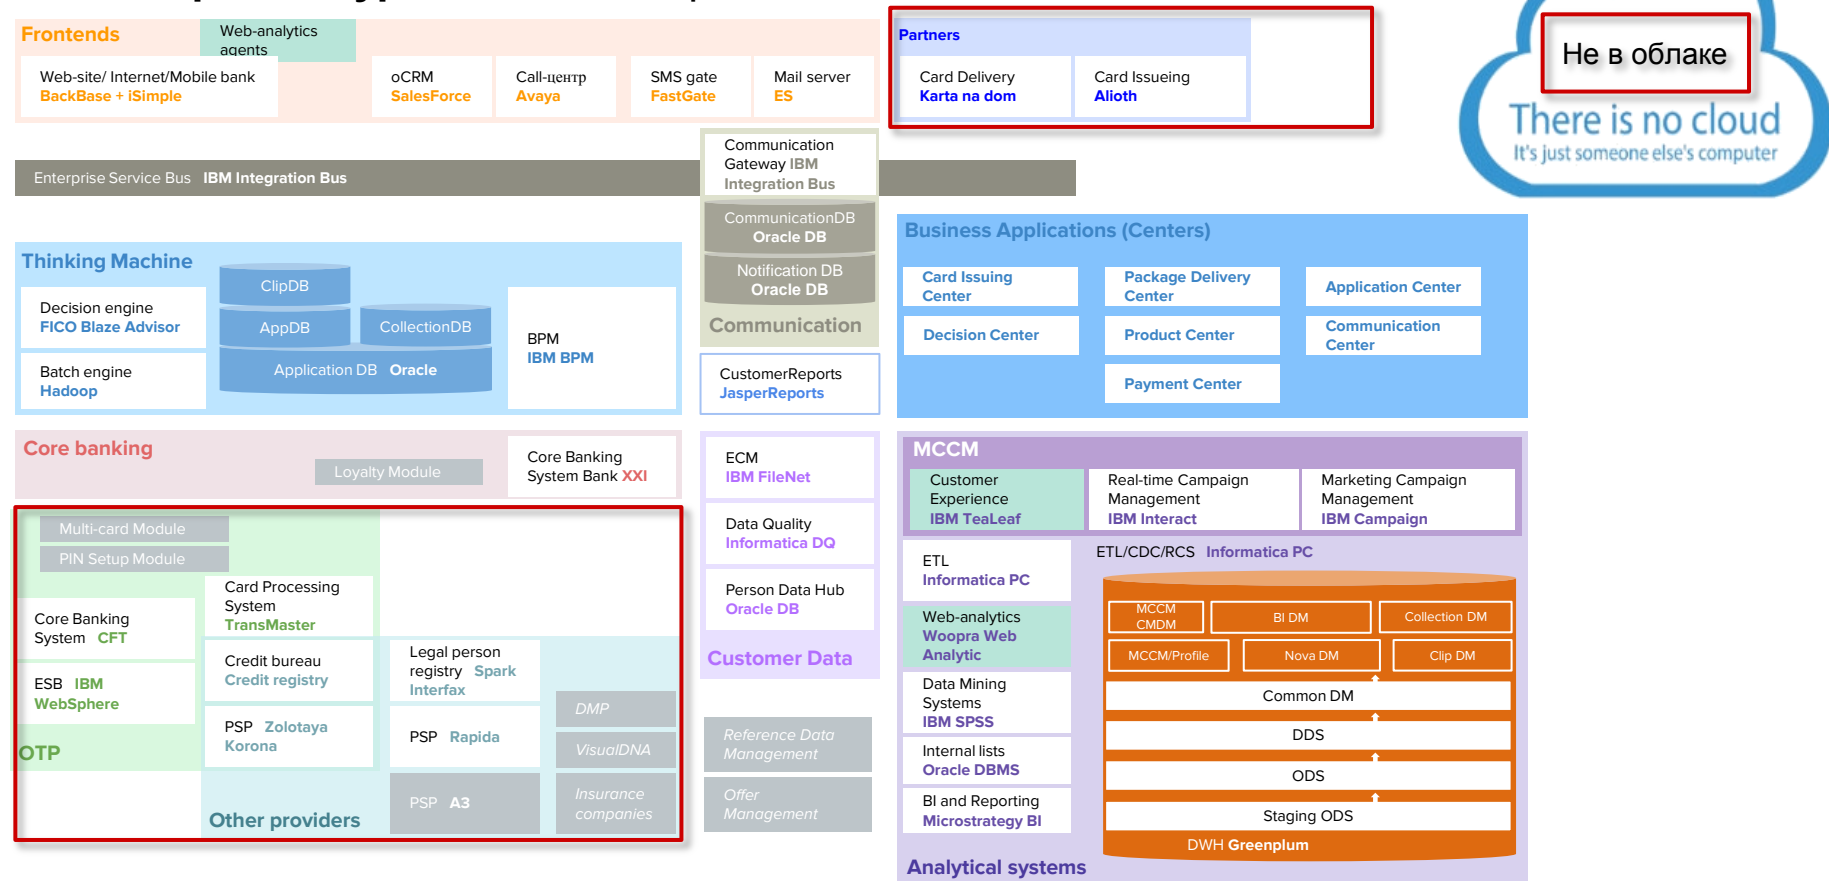 Frontends
Web-analytics
agents
Web-site/ Internet/Mobile bank
BackBase + iSimple
oCRM
SalesForce
Call-центр
Avaya
SMS gate
FastGate
Mail server
ES
Partners
Card Delivery
Karta na dom
Card Issueing
Alioth
Не в облаке
There is no cloud
It's just someone else's computer
Enterprise Service Bus IBM Integration Bus
Communication
Gateway IBM
Integration Bus
CommunicationDB
Oracle DB
Notification DB
Oracle DB
Communication
Thinking Machine
Decision engine
FICO Blaze Advisor
Batch engine
Hadoop
ClipDB
AppDB
CollectionDB
Application DB Oracle
BPM
IBM BPM
CustomerReports
JasperReports
Business Applications (Centers)
Card Issuing
Center
Package Delivery
Center
Application Center
Decision Center
Product Center
Communication
Center
Payment Center
Core banking
Loyalty Module
Core Banking
System Bank XXI
Multi-card Module
PIN Setup Module
Core Banking
System CFT
ESB IBM
WebSphere
OTP
Card Processing
System
TransMaster
Credit bureau
Credit registry
PSP Zolotaya
Korona
Legal person
registry Spark
Interfax
PSP Rapida
PSP A3
DMP
VisualDNA
Insurance
companies
Other providers
ECM
IBM FileNet
Data Quality
Informatica DQ
Person Data Hub
Oracle DB
Customer Data
Reference Data
Management
Offer
Management
MCCM
Customer
Experience
IBM TeaLeaf
Real-time Campaign
Management
IBM Interact
Marketing Campaign
Management
IBM Campaign
ETL
Informatica PC
Web-analytics
Woopra Web
Analytic
Data Mining
Systems
IBM SPSS
Internal lists
Oracle DBMS
BI and Reporting
Microstrategy BI
Analytical systems
ETL/CDC/RCS Informatica PC
MCCM
CMDM
BI DM
Collection DM
MCCM/Profile
Nova DM
Clip DM
Common DM
DDS
ODS
Staging ODS
DWH Greenplum